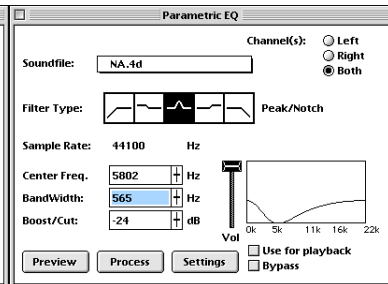 Parametric EQ
Channel(s): Left
Right
Both
Soundfile: NA.4d
Filter Type: Peak/Notch
Sample Rate: 44100 Hz
Center Freq. 5802 Hz
BandWidth: 565 Hz
Boost/Cut: -24 dB
Vol
0k 5k 11k 16k 22k
Use for playback
Bypass
Preview Process Settings